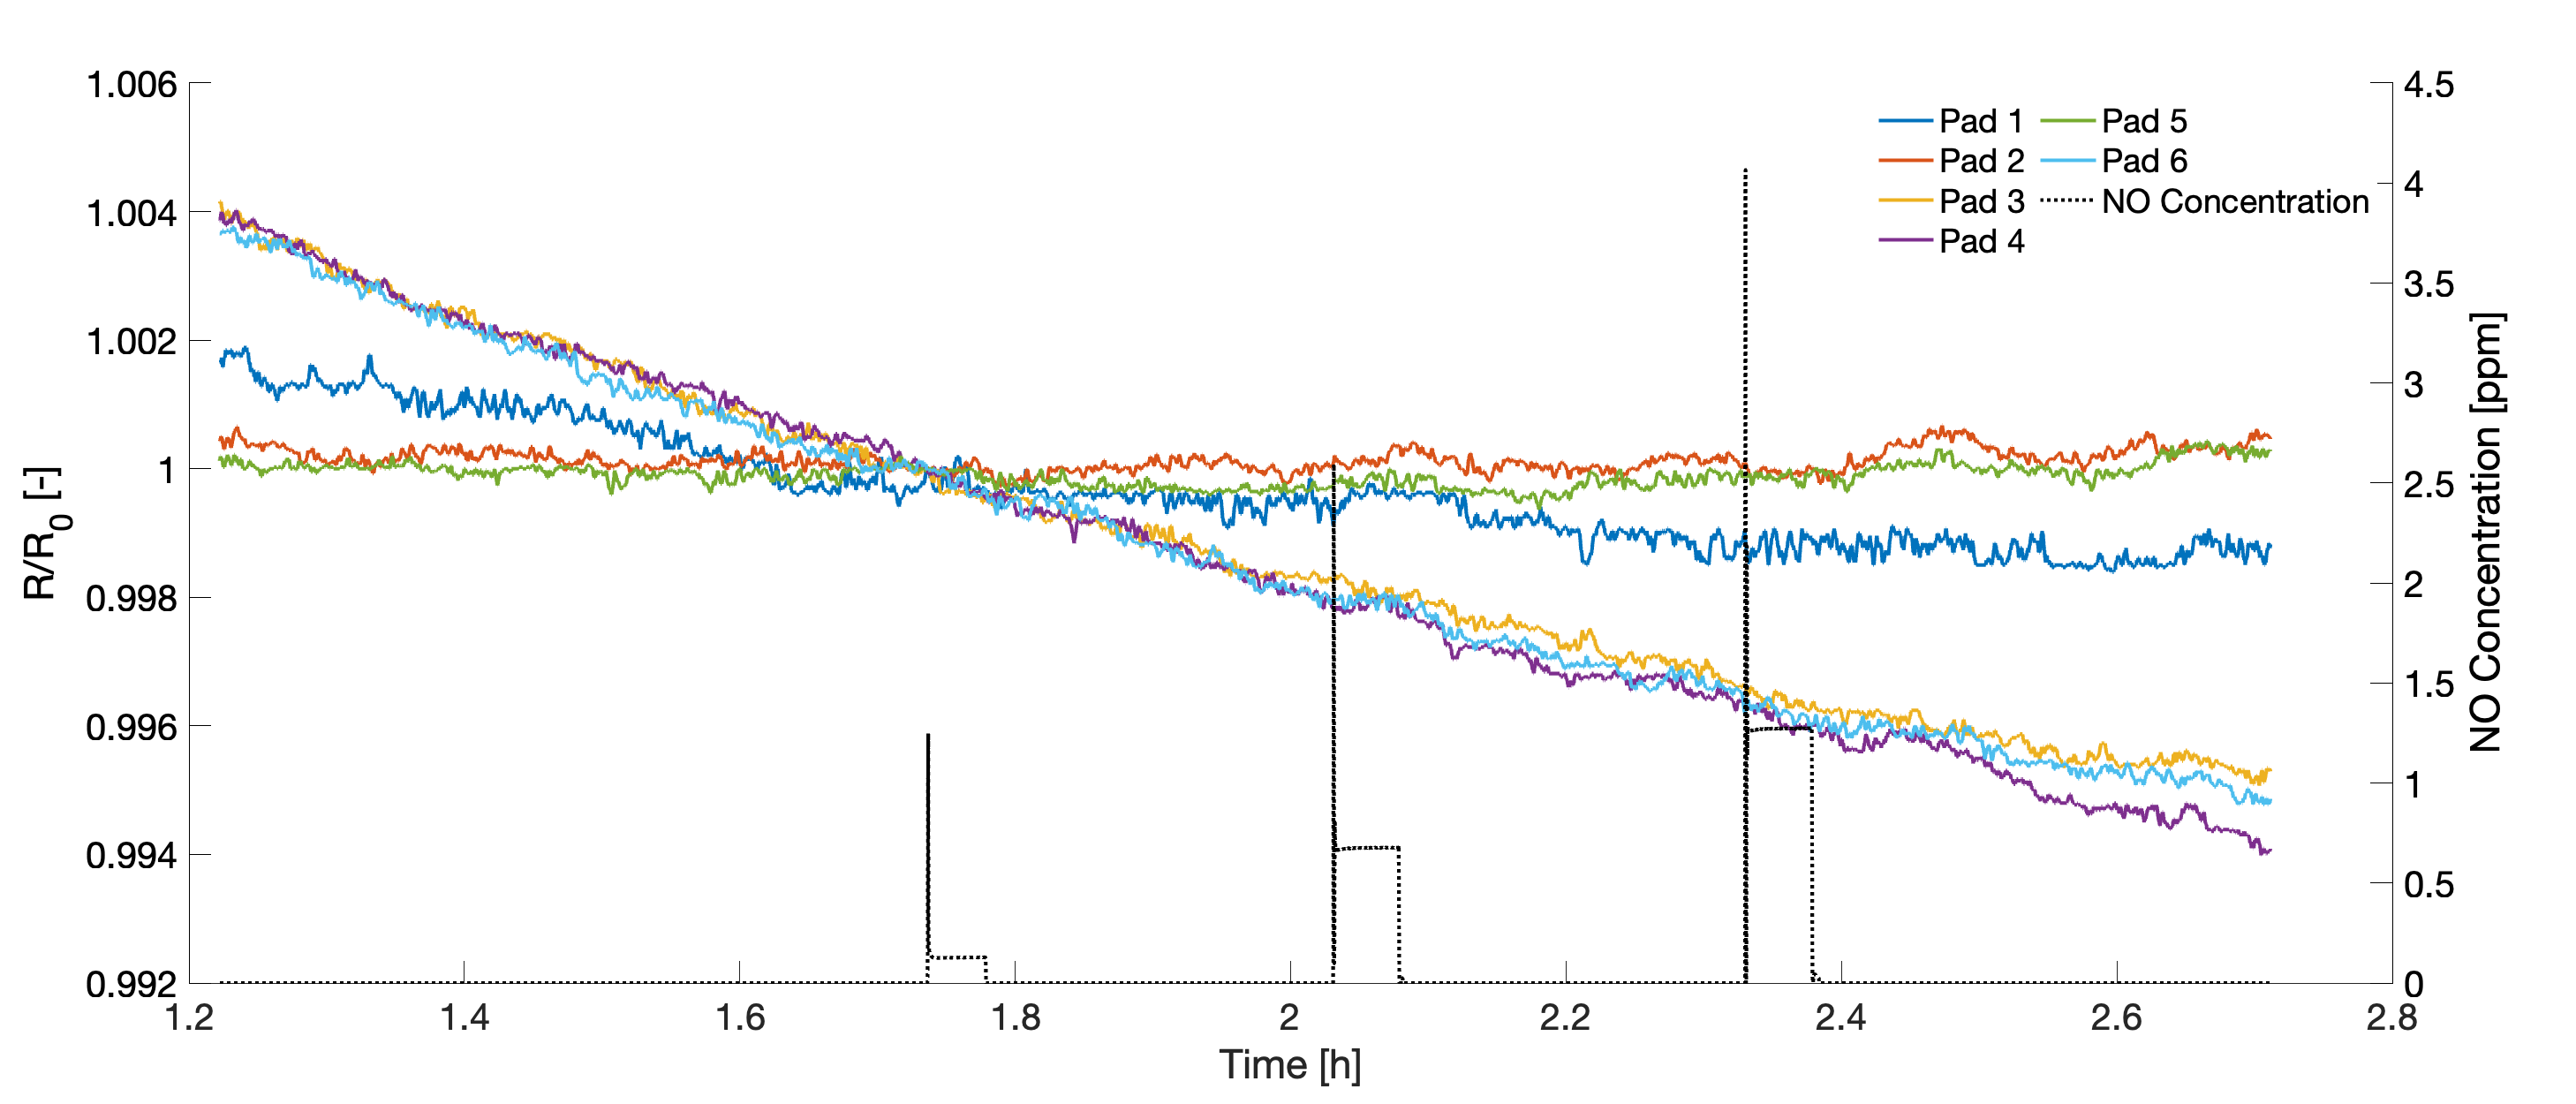 1.006
1.004
1.002
1
0.998
0.996
0.994
0.992
R/R0 [-]
1.2 1.4 1.6 1.8 2 2.2 2.4 2.6 2.8
Time [h]
4.5
4
3.5
3
2.5
2
1.5
1
0.5
0
NO Concentration [ppm]
Pad 1 Pad 5
Pad 2 Pad 6
Pad 3 NO Concentration
Pad 4